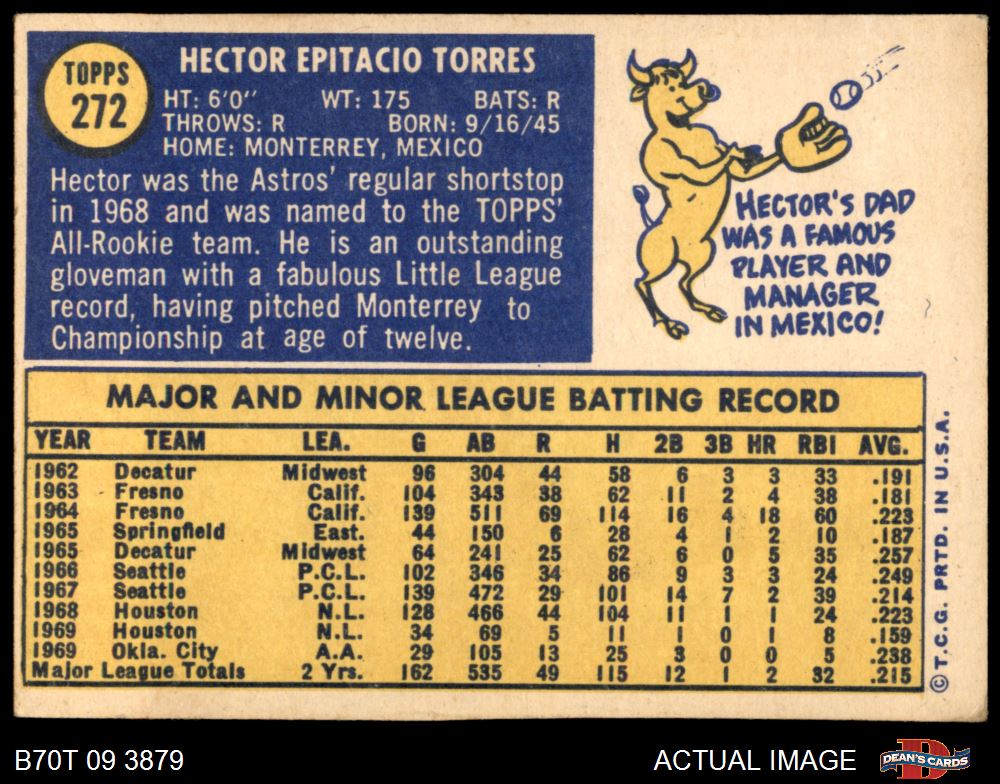 TOPPS
272
HECTOR EPITACIO TORRES
HT: 6'0" WT: 175 BATS: R
THROWS: R BORN: 9/16/45
HOME: MONTERREY, MEXICO
Hector was the Astros' regular shortstop
in 1968 and was named to the TOPPS'
All-Rookie team. He is an outstanding
gloveman with a fabulous Little League
record, having pitched Monterrey to
Championship at age of twelve.
HECTOR'S DAD
WAS A FAMOUS
PLAYER AND
MANAGER
IN MEXICO!
MAJOR AND MINOR LEAGUE BATTING RECORD
YEAR TEAM LEA. G AB R H 2B 3B HR RBI AVG.
1962 Decatur Midwest 96 304 44 58 6 3 3 33 .191
1963 Fresno Calif. 104 343 38 62 11 2 4 38 .181
1964 Fresno Calif. 139 511 69 114 16 4 18 60 .223
1965 Springfield East. 44 150 6 28 4 1 2 10 .187
1965 Decatur Midwest 64 241 25 62 6 0 5 35 .257
1966 Seattle P.C.L. 102 346 34 86 9 3 3 24 .249
1967 Seattle P.C.L. 139 472 29 101 14 7 2 39 .214
1968 Houston N.L. 128 466 44 104 11 1 1 24 .223
1969 Houston N.L. 34 69 5 11 1 0 1 8 .159
1969 Okla. City A.A. 29 105 13 25 3 0 0 5 .238
Major League Totals 2 Yrs. 162 535 49 115 12 1 2 32 .215
©T.C.G. PRTD. IN U.S.A.
B70T 09 3879 ACTUAL IMAGE DEAN'S CARDS